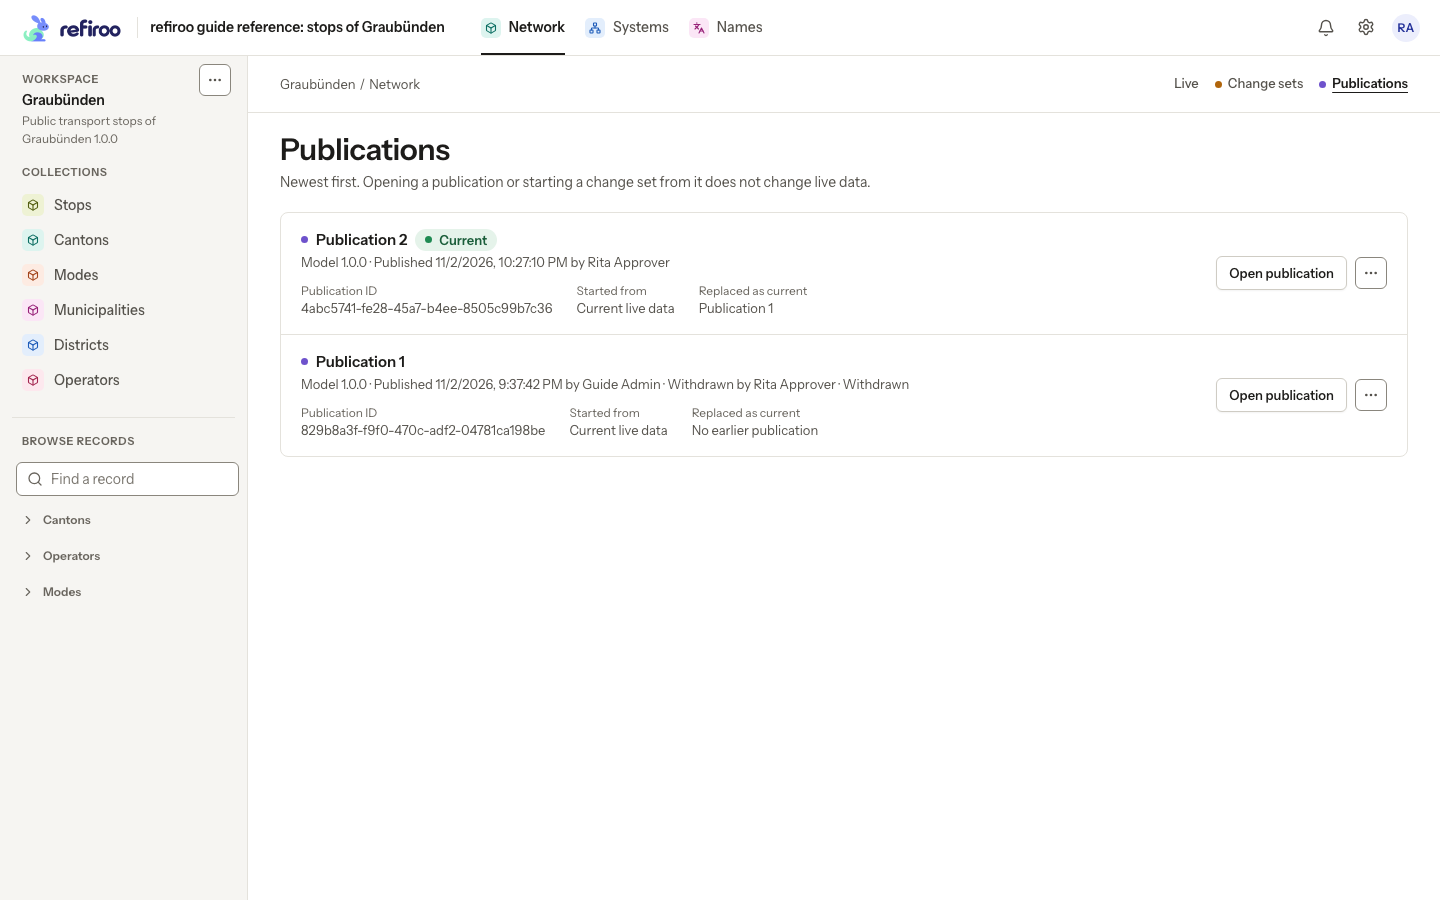 refiroo
refiroo guide reference: stops of Graubünden
Network
Systems
Names
RA
WORKSPACE
Graubünden
Public transport stops of
Graubünden 1.0.0
COLLECTIONS
Stops
Cantons
Modes
Municipalities
Districts
Operators
BROWSE RECORDS
Find a record
Cantons
Operators
Modes
Graubünden / Network
Live
Change sets
Publications
Publications
Newest first. Opening a publication or starting a change set from it does not change live data.
Publication 2 Current
Model 1.0.0 · Published 11/2/2026, 10:27:10 PM by Rita Approver
Publication ID Started from Replaced as current
4abc5741-fe28-45a7-b4ee-8505c99b7c36 Current live data Publication 1
Open publication
Publication 1
Model 1.0.0 · Published 11/2/2026, 9:37:42 PM by Guide Admin · Withdrawn by Rita Approver · Withdrawn
Publication ID Started from Replaced as current
829b8a3f-f9f0-470c-adf2-04781ca198be Current live data No earlier publication
Open publication